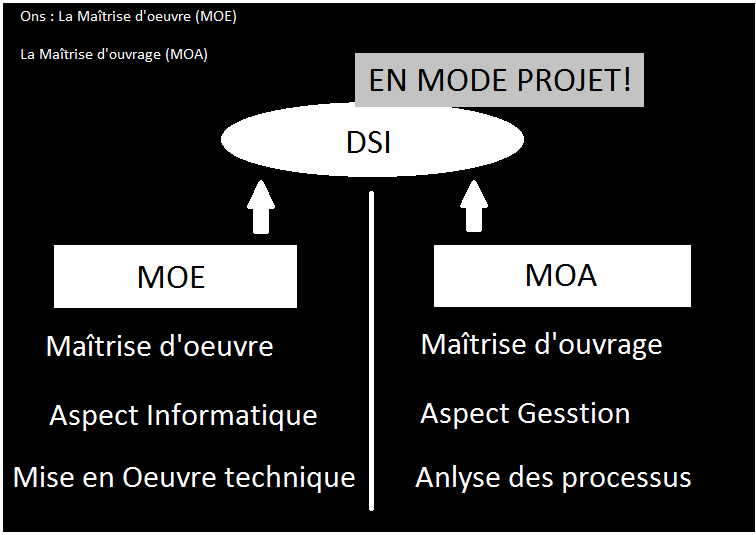 Ons : La Maîtrise d'oeuvre (MOE)
La Maîtrise d'ouvrage (MOA)
EN MODE PROJET!
DSI
MOE
Maîtrise d'oeuvre
Aspect Informatique
Mise en Oeuvre technique
MOA
Maîtrise d'ouvrage
Aspect Gesstion
Anlyse des processus